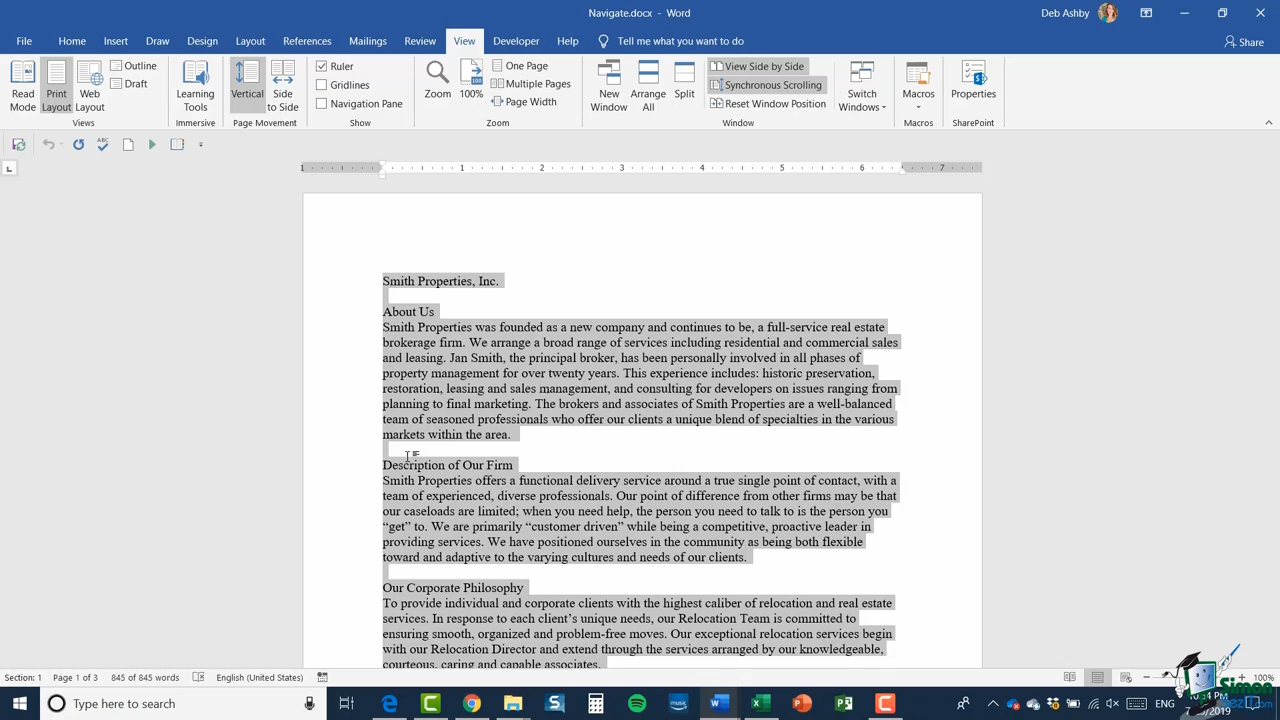 Navigate.docx - Word
Deb Ashby
File Home Insert Draw Design Layout References Mailings Review View Developer Help Tell me what you want to do
Share
Read Mode
Print Layout
Web Layout
Outline
Draft
Views
Learning Tools
Immersive
Vertical
Side to Side
Page Movement
Ruler
Gridlines
Navigation Pane
Show
Zoom
100%
One Page
Multiple Pages
Page Width
Zoom
New Window
Arrange All
Split
View Side by Side
Synchronous Scrolling
Reset Window Position
Window
Switch Windows
Macros
Macros
Properties
SharePoint
1 1 2 3 4 5 6 7
Smith Properties, Inc.
About Us
Smith Properties was founded as a new company and continues to be, a full-service real estate
brokerage firm. We arrange a broad range of services including residential and commercial sales
and leasing. Jan Smith, the principal broker, has been personally involved in all phases of
property management for over twenty years. This experience includes: historic preservation,
restoration, leasing and sales management, and consulting for developers on issues ranging from
planning to final marketing. The brokers and associates of Smith Properties are a well-balanced
team of seasoned professionals who offer our clients a unique blend of specialties in the various
markets within the area.
Description of Our Firm
Smith Properties offers a functional delivery service around a true single point of contact, with a
team of experienced, diverse professionals. Our point of difference from other firms may be that
our caseloads are limited; when you need help, the person you need to talk to is the person you
“get” to. We are primarily “customer driven” while being a competitive, proactive leader in
providing services. We have positioned ourselves in the community as being both flexible
toward and adaptive to the varying cultures and needs of our clients.
Our Corporate Philosophy
To provide individual and corporate clients with the highest caliber of relocation and real estate
services. In response to each client’s unique needs, our Relocation Team is committed to
ensuring smooth, organized and problem-free moves. Our exceptional relocation services begin
with our Relocation Director and extend through the services arranged by our knowledgeable,
courteous, caring and capable associates.
Section: 1 Page 1 of 3 845 of 845 words English (United States)
100%
Type here to search
music
ENG
Simon